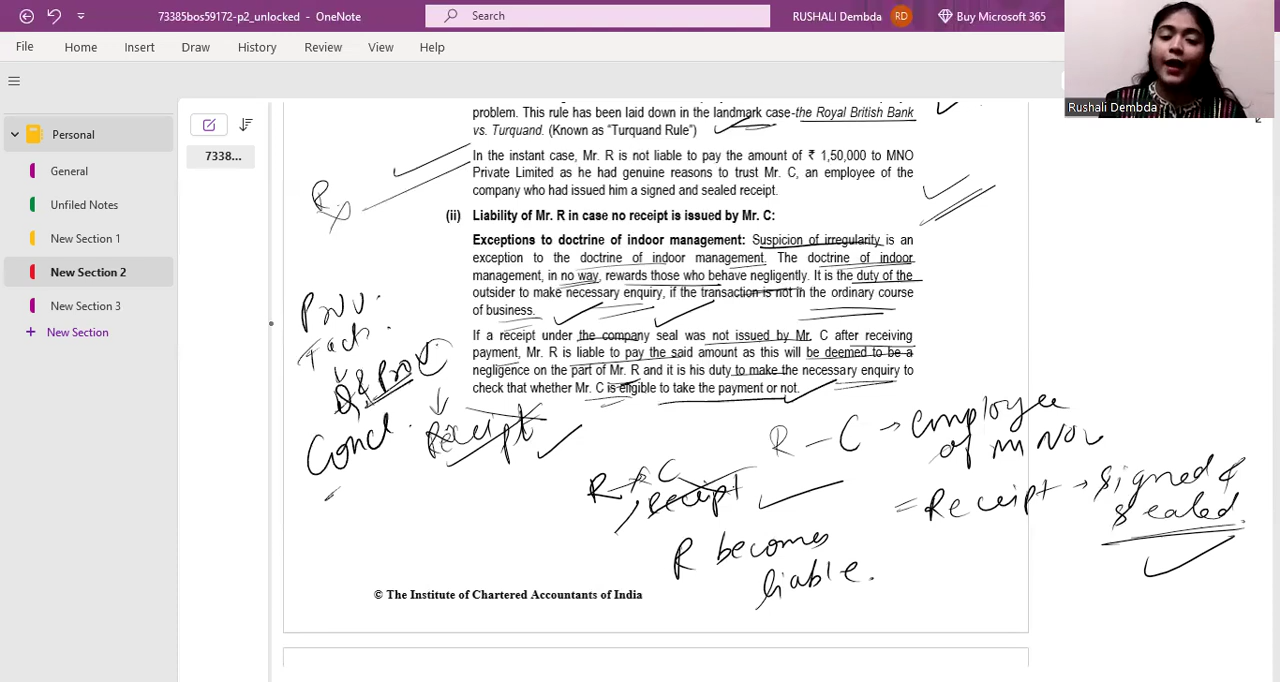 73385bos59172-p2_unlocked - OneNote
Search
RUSHALI Dembda
RD
Buy Microsoft 365
File
Home
Insert
Draw
History
Review
View
Help
Personal
General
Unfiled Notes
New Section 1
New Section 2
New Section 3
New Section
7338...
Rushali Dembda
problem. This rule has been laid down in the landmark case-the Royal British Bank
vs. Turquand. (Known as “Turquand Rule”)
In the instant case, Mr. R is not liable to pay the amount of ₹ 1,50,000 to MNO
Private Limited as he had genuine reasons to trust Mr. C, an employee of the
company who had issued him a signed and sealed receipt.
(ii) Liability of Mr. R in case no receipt is issued by Mr. C:
Exceptions to doctrine of indoor management: Suspicion of irregularity is an
exception to the doctrine of indoor management. The doctrine of indoor
management, in no way, rewards those who behave negligently. It is the duty of the
outsider to make necessary enquiry, if the transaction is not in the ordinary course
of business.
If a receipt under the company seal was not issued by Mr. C after receiving
payment, Mr. R is liable to pay the said amount as this will be deemed to be a
negligence on the part of Mr. R and it is his duty to make the necessary enquiry to
check that whether Mr. C is eligible to take the payment or not.
R
Prov.
Fact.
& Prov.
Concl.
Receipt
R - C → employee
of M NOV
= Receipt → Signed &
Sealed.
R C
receipt
R becomes
liable.
© The Institute of Chartered Accountants of India